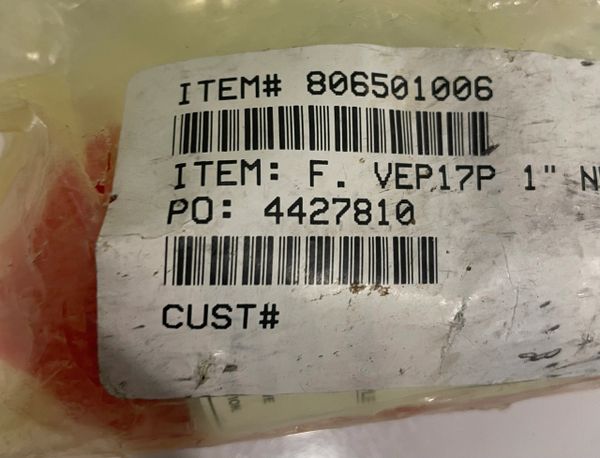 ITEM# 806501006
ITEM: F. VEP17P 1"
PO: 4427810
CUST#